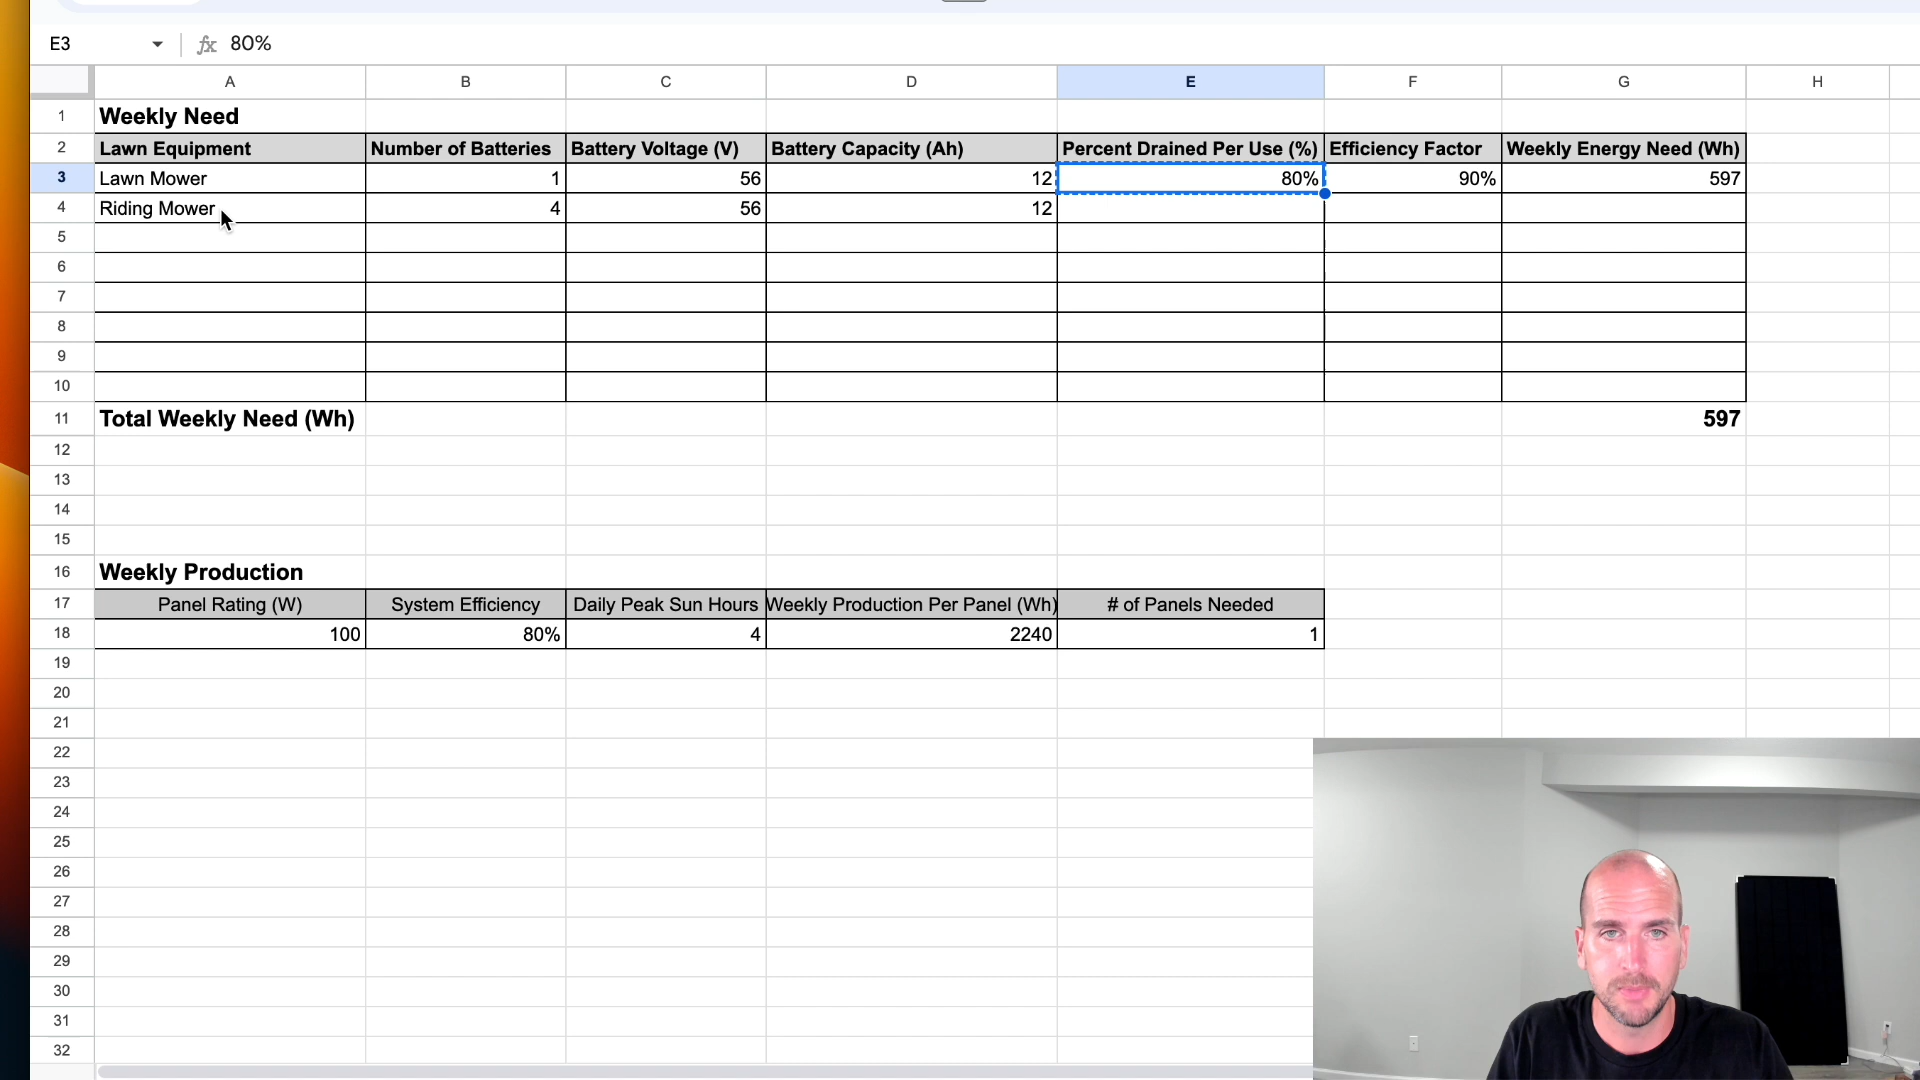 E3 fx 80%
A B C D E F G H
1 Weekly Need
2 Lawn Equipment Number of Batteries Battery Voltage (V) Battery Capacity (Ah) Percent Drained Per Use (%) Efficiency Factor Weekly Energy Need (Wh)
3 Lawn Mower 1 56 12 80% 90% 597
4 Riding Mower 4 56 12
5
6
7
8
9
10
11 Total Weekly Need (Wh) 597
12
13
14
15
16 Weekly Production
17 Panel Rating (W) System Efficiency Daily Peak Sun Hours Weekly Production Per Panel (Wh) # of Panels Needed
18 100 80% 4 2240 1
19
20
21
22
23
24
25
26
27
28
29
30
31
32